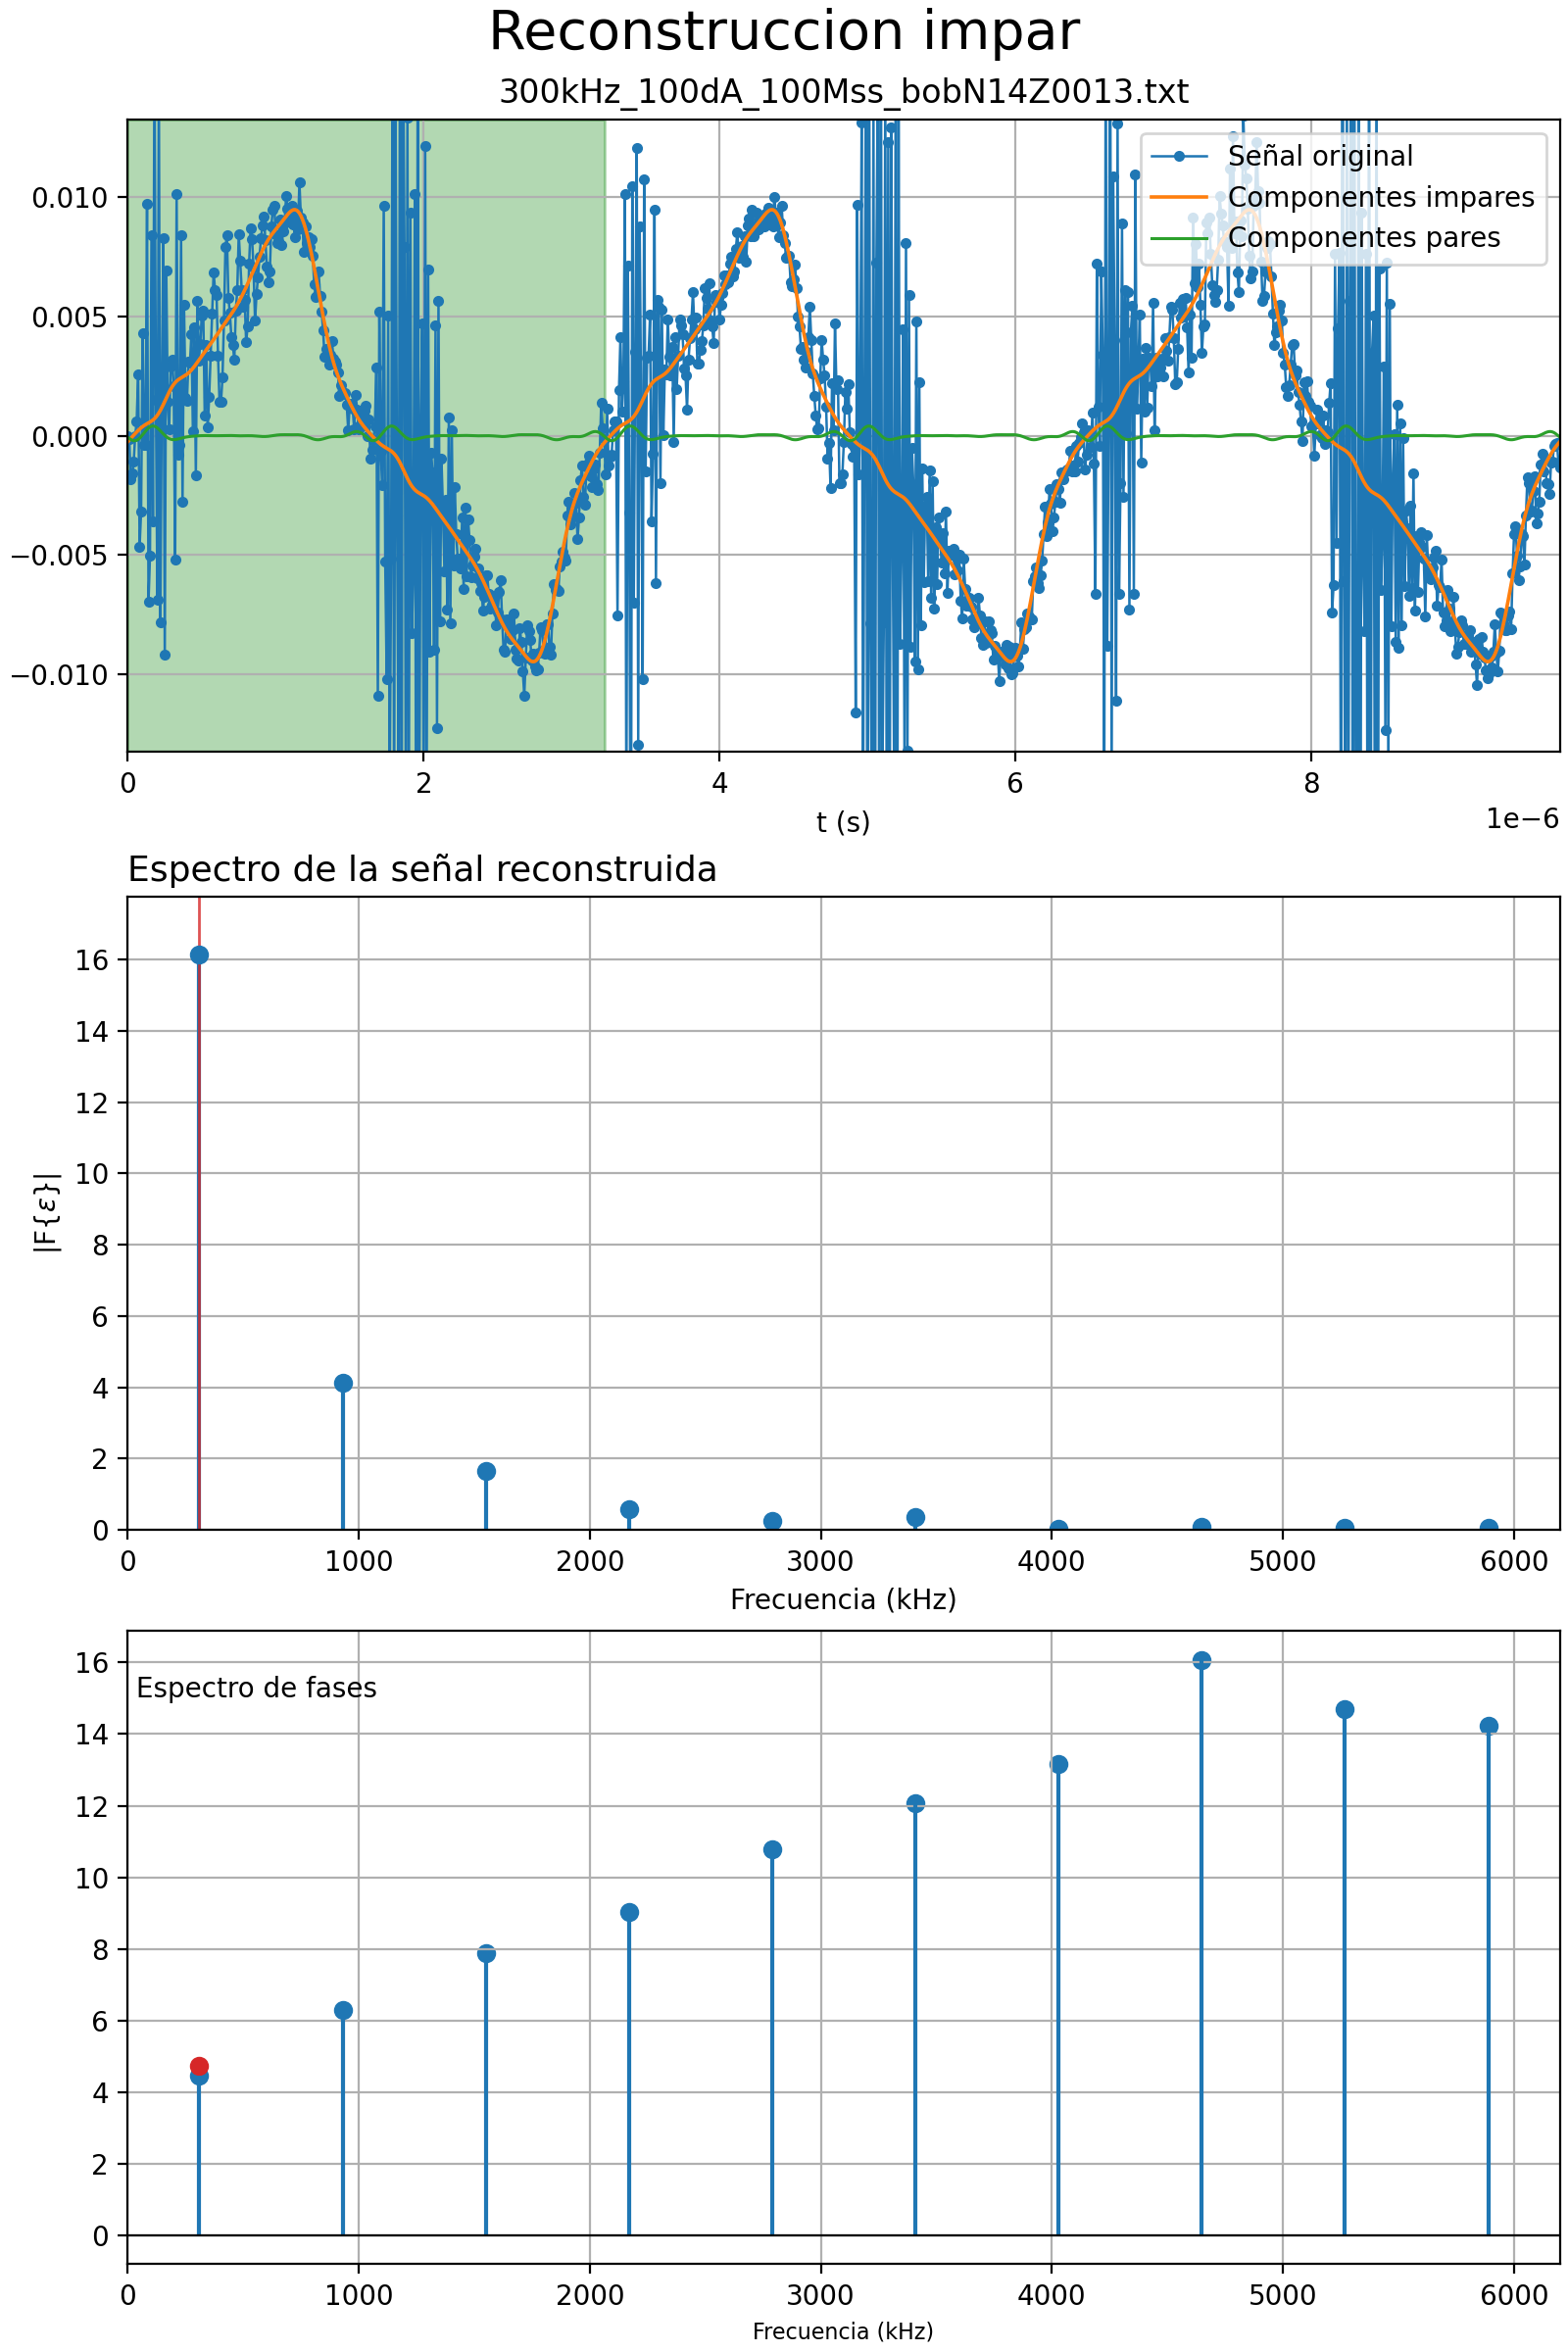 Reconstruccion impar
300kHz_100dA_100Mss_bobN14Z0013.txt
Señal original
Componentes impares
Componentes pares
0.010
0.005
0.000
−0.005
−0.010
0 2 4 6 8
1e−6
t (s)
Espectro de la señal reconstruida
16
14
12
10
8
6
4
2
0
|F{ε}|
0 1000 2000 3000 4000 5000 6000
Frecuencia (kHz)
Espectro de fases
16
14
12
10
8
6
4
2
0
0 1000 2000 3000 4000 5000 6000
Frecuencia (kHz)